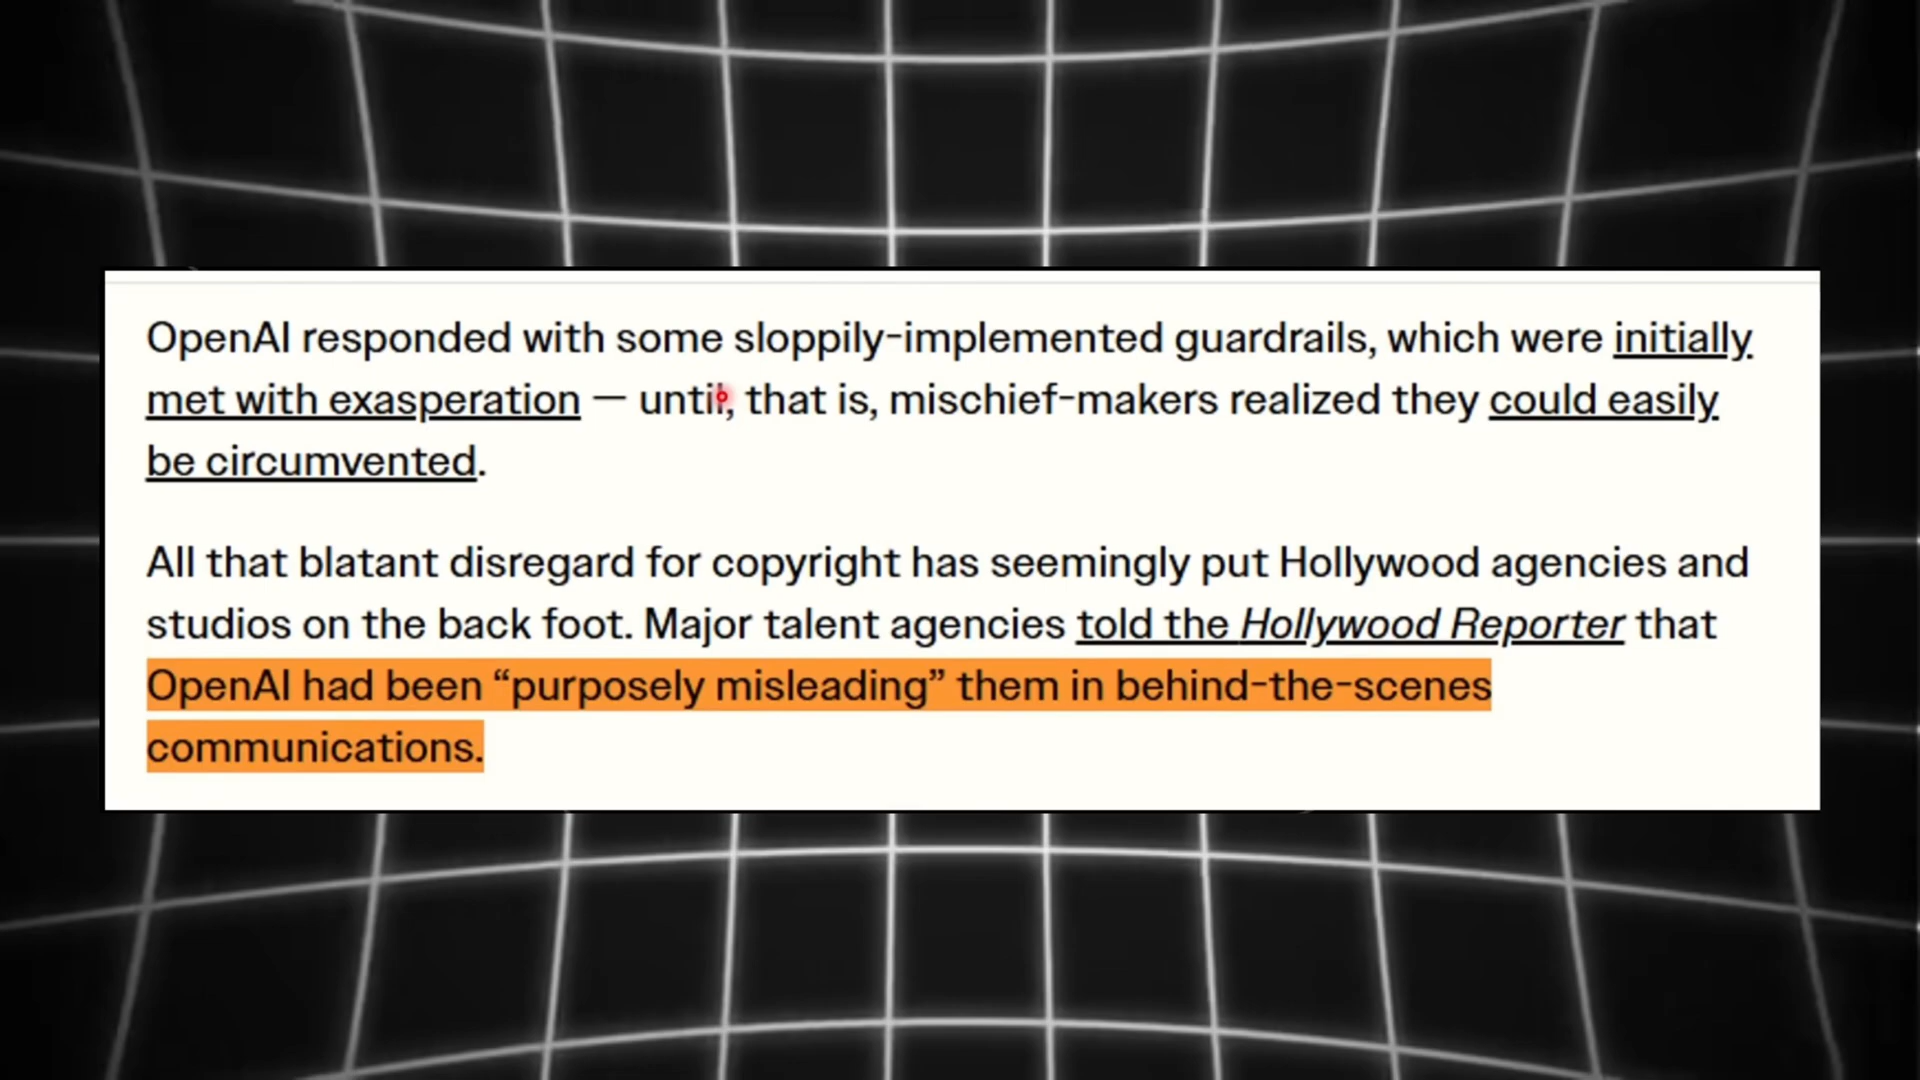 OpenAI responded with some sloppily-implemented guardrails, which were initially
met with exasperation — until, that is, mischief-makers realized they could easily
be circumvented.
All that blatant disregard for copyright has seemingly put Hollywood agencies and
studios on the back foot. Major talent agencies told the Hollywood Reporter that
OpenAI had been “purposely misleading” them in behind-the-scenes
communications.